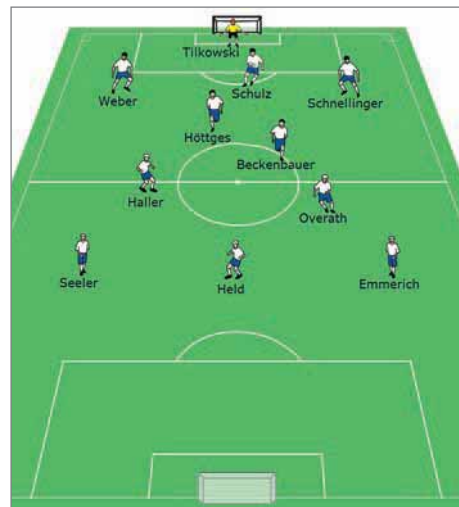 Tilkowski
Weber
Schulz
Schnellinger
Höttges
Beckenbauer
Haller
Overath
Seeler
Held
Emmerich